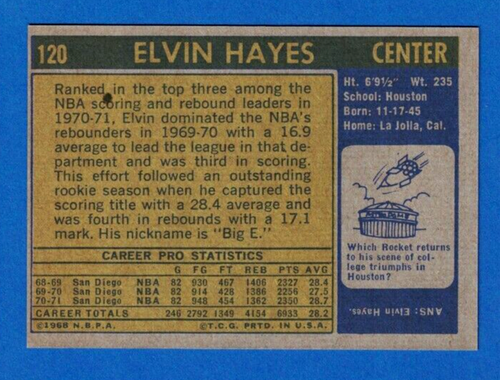 120 ELVIN HAYES CENTER
Ranked in the top three among the
NBA scoring and rebound leaders in
1970-71, Elvin dominated the NBA's
rebounders in 1969-70 with a 16.9
average to lead the league in that de-
partment and was third in scoring.
This effort followed an outstanding
rookie season when he captured the
scoring title with a 28.4 average and
was fourth in rebounds with a 17.1
mark. His nickname is "Big E."
CAREER PRO STATISTICS
G FG FT REB PTS AVG
68-69 San Diego NBA 82 930 467 1406 2327 28.4
69-70 San Diego NBA 82 914 428 1386 2256 27.5
70-71 San Diego NBA 82 948 454 1362 2350 28.7
CAREER TOTALS 246 2792 1349 4154 6933 28.2
©1968 N.B.P.A. ©T.C.G. PRTD. IN U.S.A.
Ht. 6'9½" Wt. 235
School: Houston
Born: 11-17-45
Home: La Jolla, Cal.
Which Rocket returns
to his scene of col-
lege triumphs in
Houston?
ANS: Elvin Hayes.